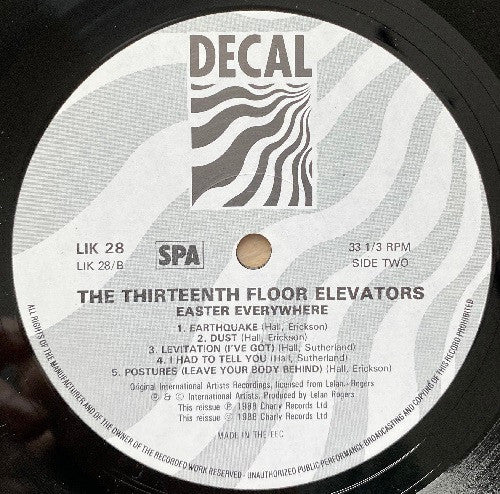 DECAL
LIK 28
LIK 28/B
SPA
33 1/3 RPM
SIDE TWO
THE THIRTEENTH FLOOR ELEVATORS
EASTER EVERYWHERE
1. EARTHQUAKE (Hall, Erickson)
2. DUST (Hall, Erickson)
3. LEVITATION (I'VE GOT) (Hall, Sutherland)
4. I HAD TO TELL YOU (Hall, Sutherland)
5. POSTURES (LEAVE YOUR BODY BEHIND) (Hall, Erickson)
Original International Artists Recordings, licensed from Lelan Rogers
℗ & © International Artists, Produced by Lelan Rogers
This reissue ℗ 1988 Charly Records Ltd
This reissue © 1988 Charly Records Ltd
MADE IN THE EEC
ALL RIGHTS OF THE MANUFACTURER AND OF THE OWNER OF THE RECORDED WORK RESERVED - UNAUTHORIZED PUBLIC PERFORMANCE, BROADCASTING AND COPYING OF THIS RECORD PROHIBITED